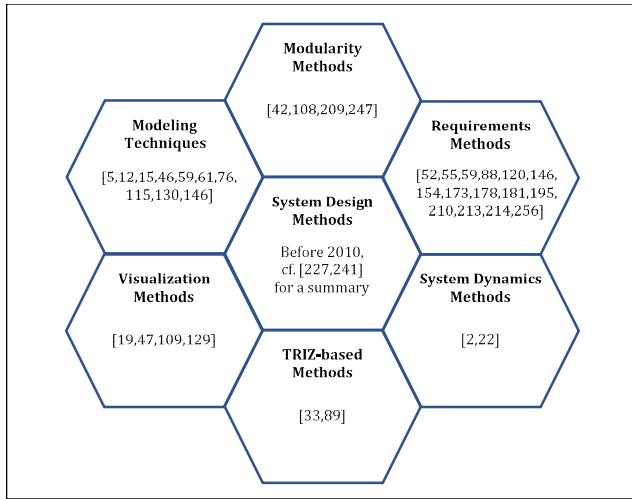 Modularity
Methods
[42,108,209,247]
Modeling
Techniques
[5,12,15,46,59,61,76,
115,130,146]
Requirements
Methods
[52,55,59,88,120,146,
154,173,178,181,195,
210,213,214,256]
System Design
Methods
Before 2010,
cf. [227,241]
for a summary
Visualization
Methods
[19,47,109,129]
System Dynamics
Methods
[2,22]
TRIZ-based
Methods
[33,89]